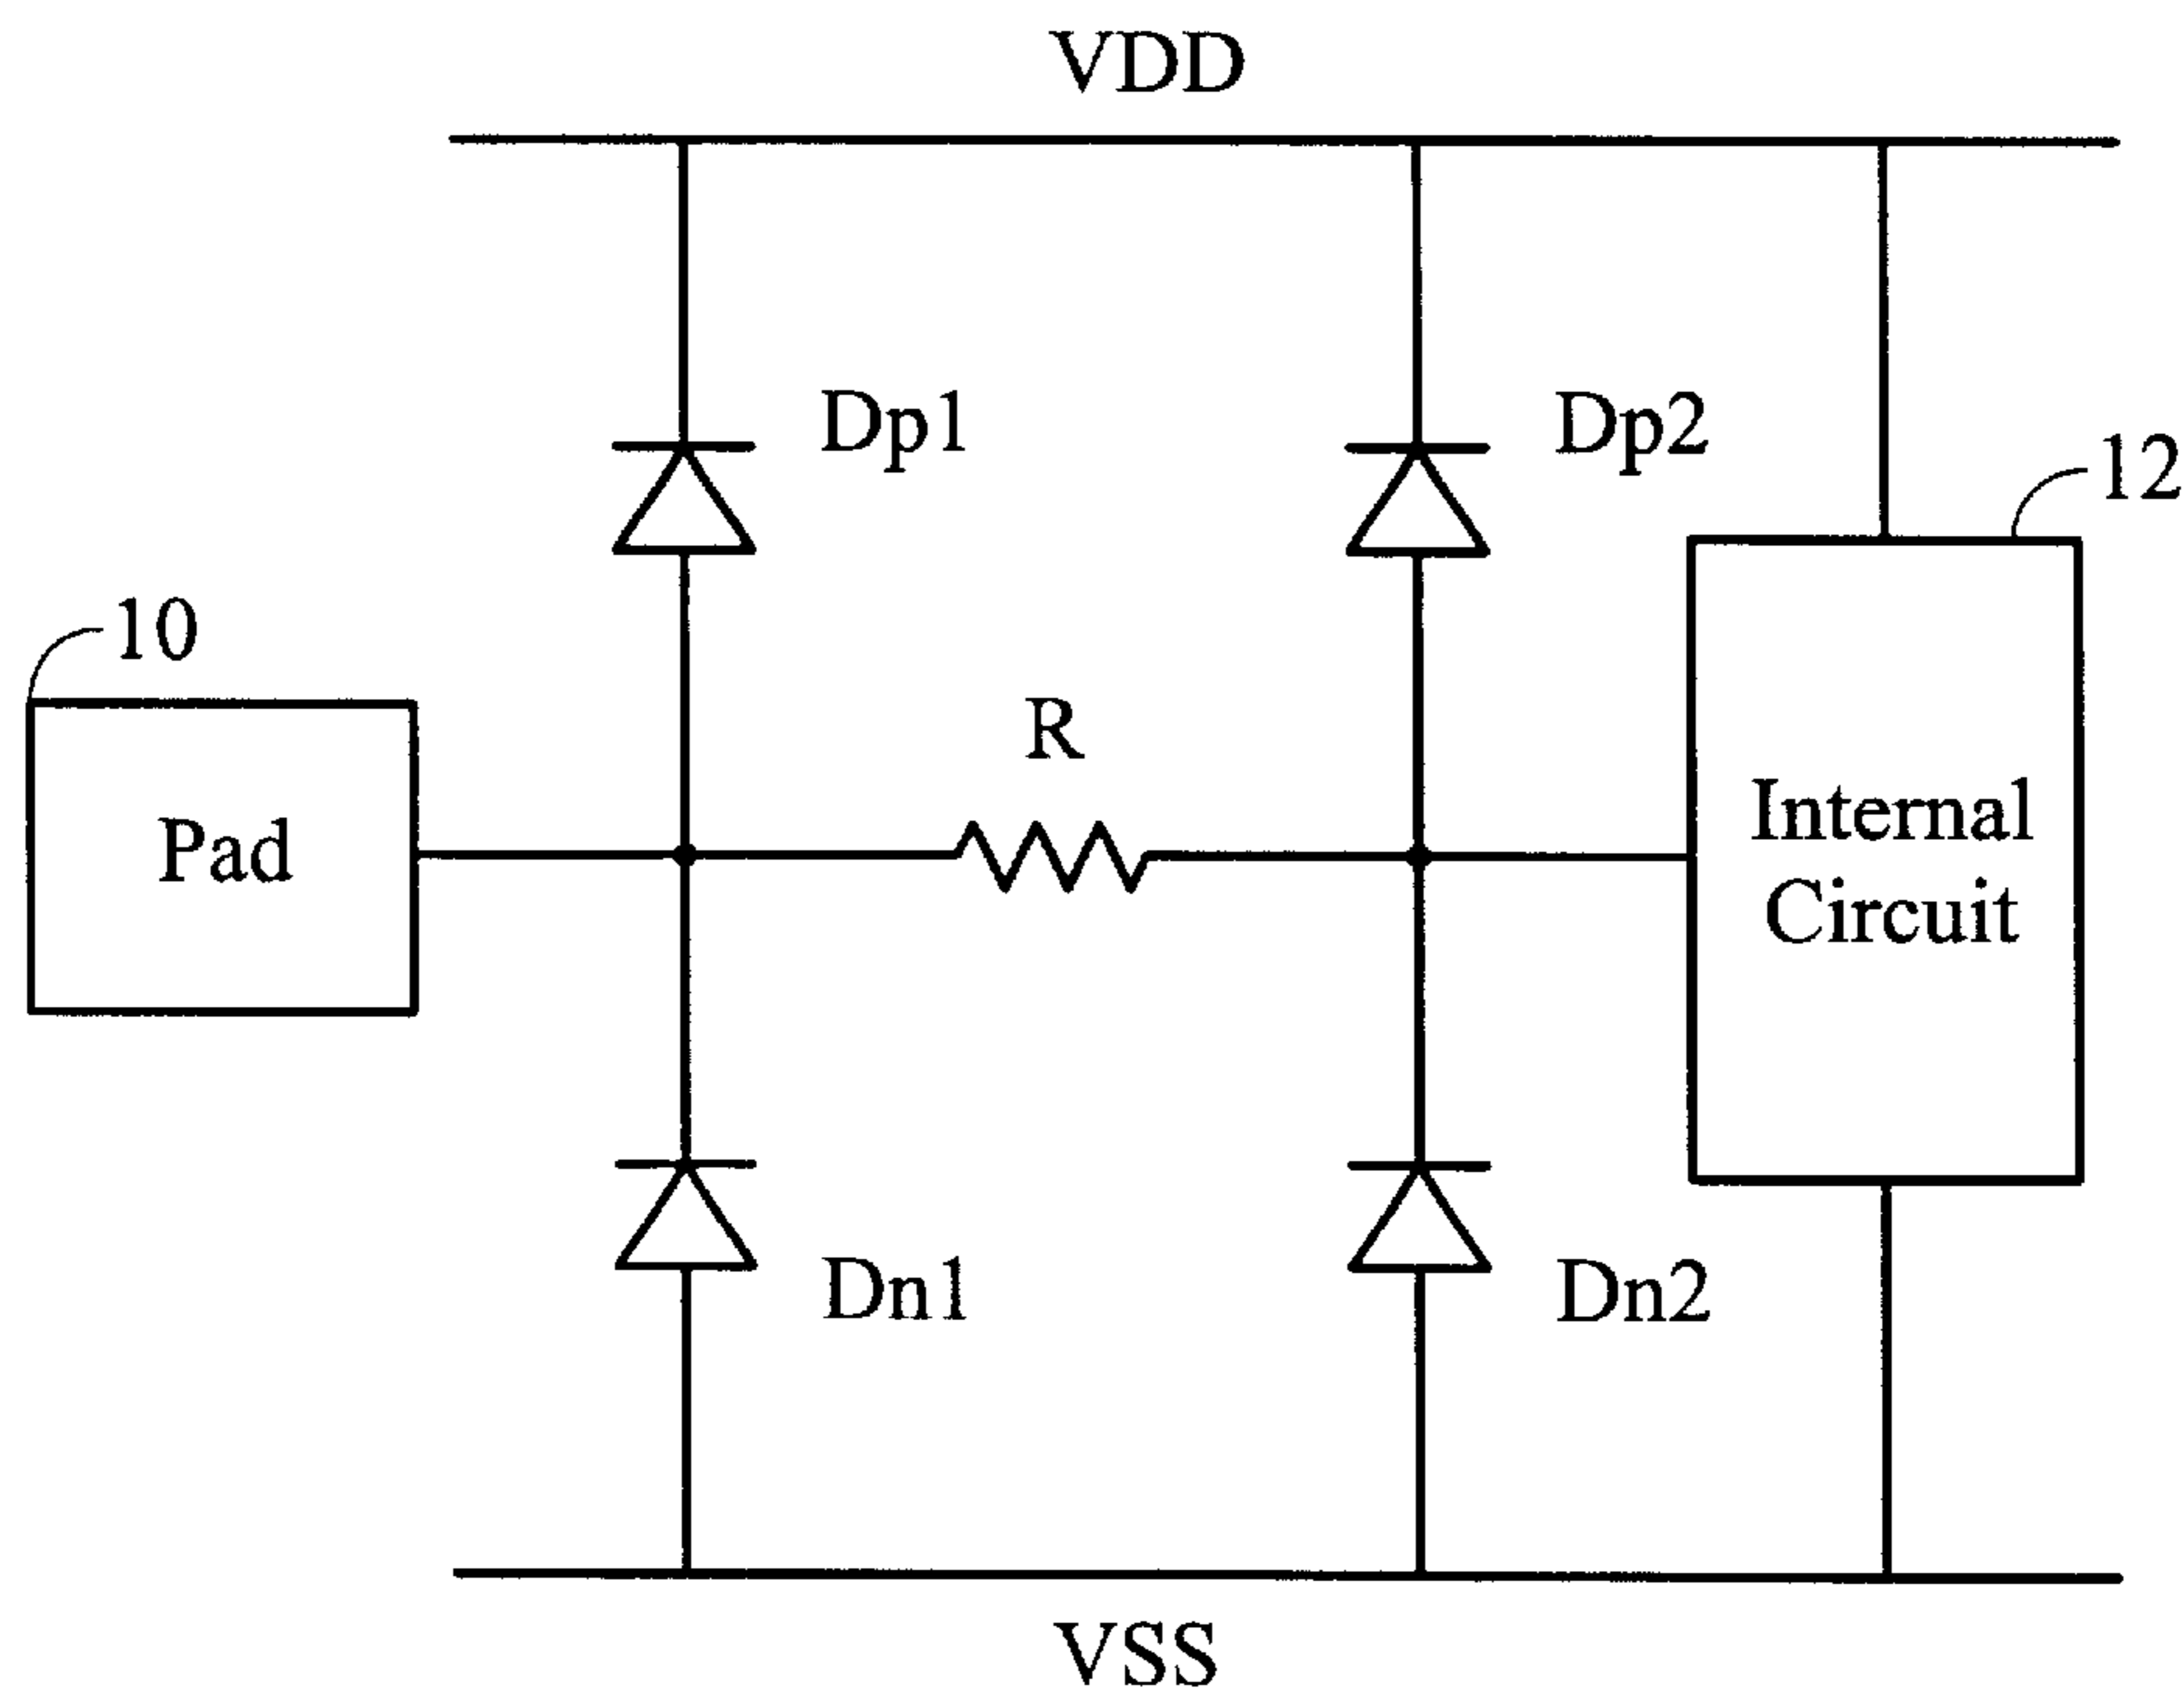 VDD
Dp1
Dp2
12
10
R
Pad
Internal
Circuit
Dn1
Dn2
VSS